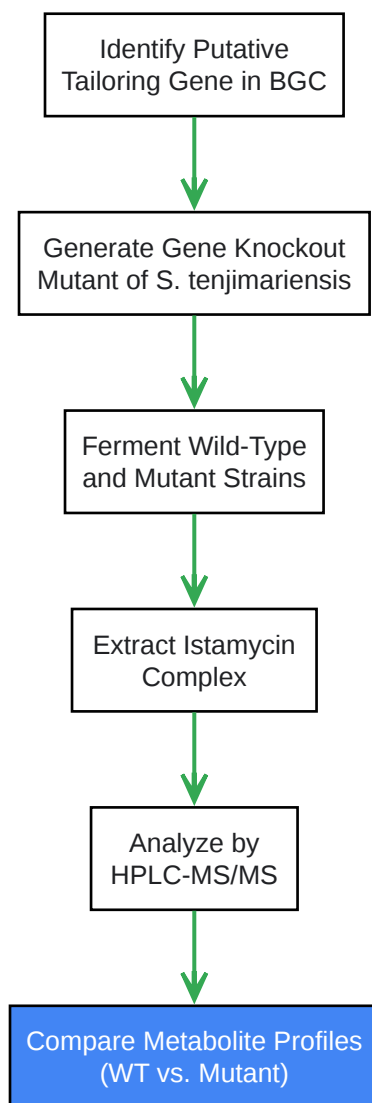 Identify Putative
Tailoring Gene in BGC
Generate Gene Knockout
Mutant of S. tenjimariensis
Ferment Wild-Type
and Mutant Strains
Extract Istamycin
Complex
Analyze by
HPLC-MS/MS
Compare Metabolite Profiles
(WT vs. Mutant)